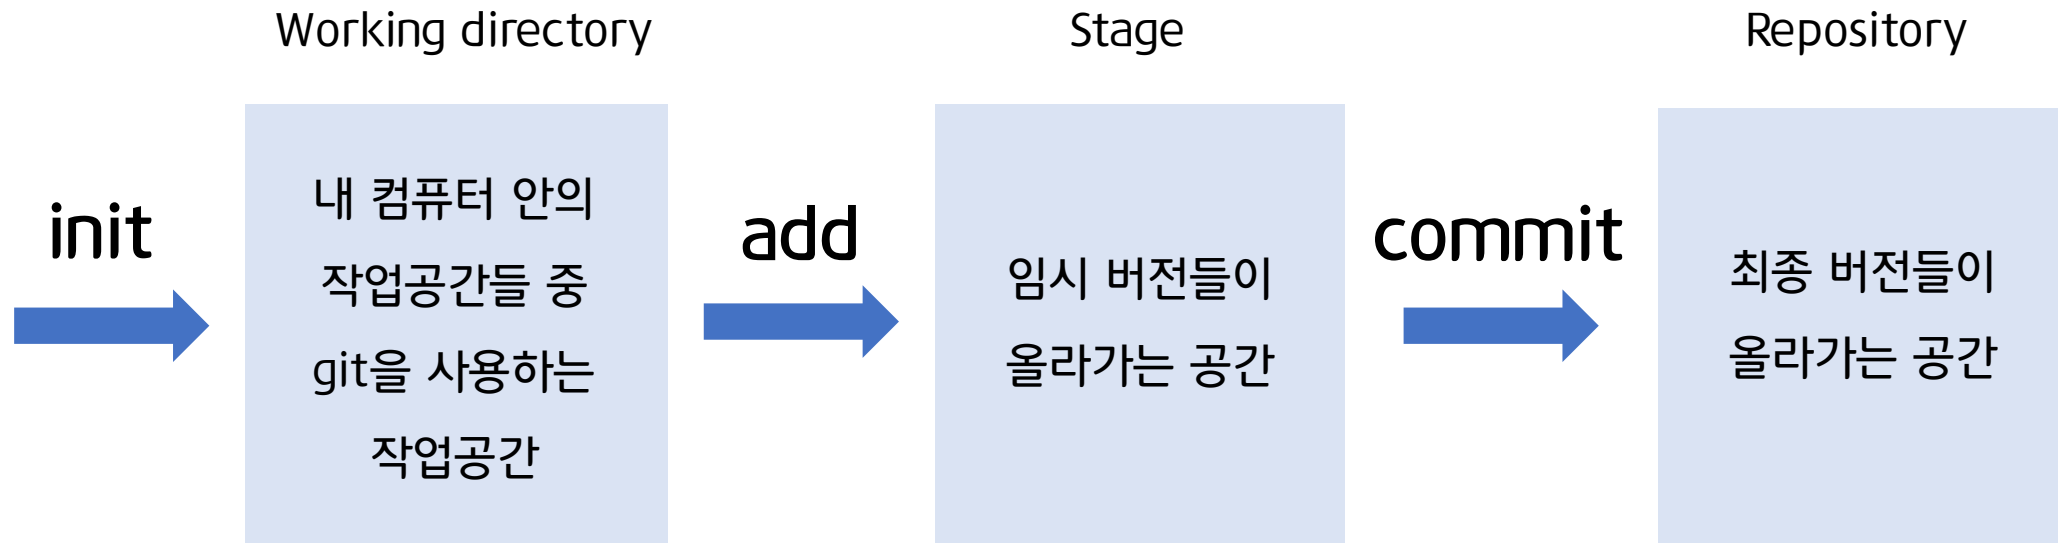 Working directory
Stage
Repository
init
내 컴퓨터 안의
작업공간들 중
git을 사용하는
작업공간
add
임시 버전들이
올라가는 공간
commit
최종 버전들이
올라가는 공간